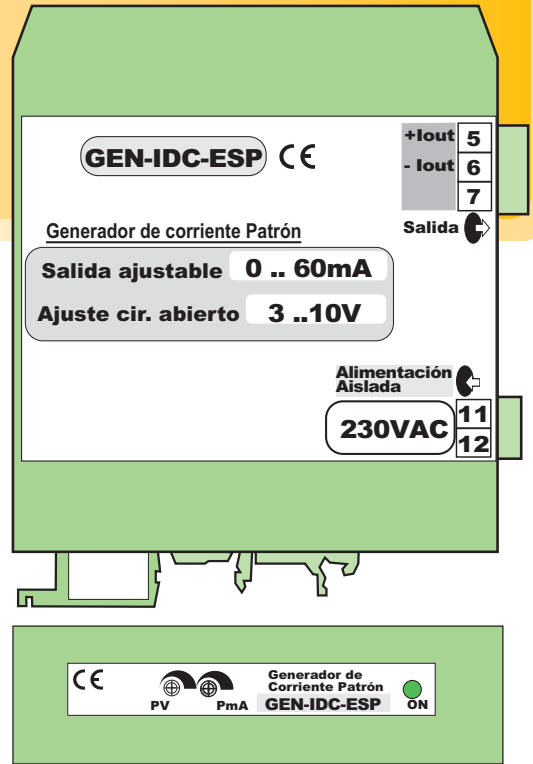 GEN-IDC-ESP CE
+Iout 5
- Iout 6
7
Salida
Generador de corriente Patrón
Salida ajustable 0 .. 60mA
Ajuste cir. abierto 3 ..10V
Alimentación
Aislada
230VAC
11
12
CE
PV
PmA
Generador de
Corriente Patrón
GEN-IDC-ESP
ON